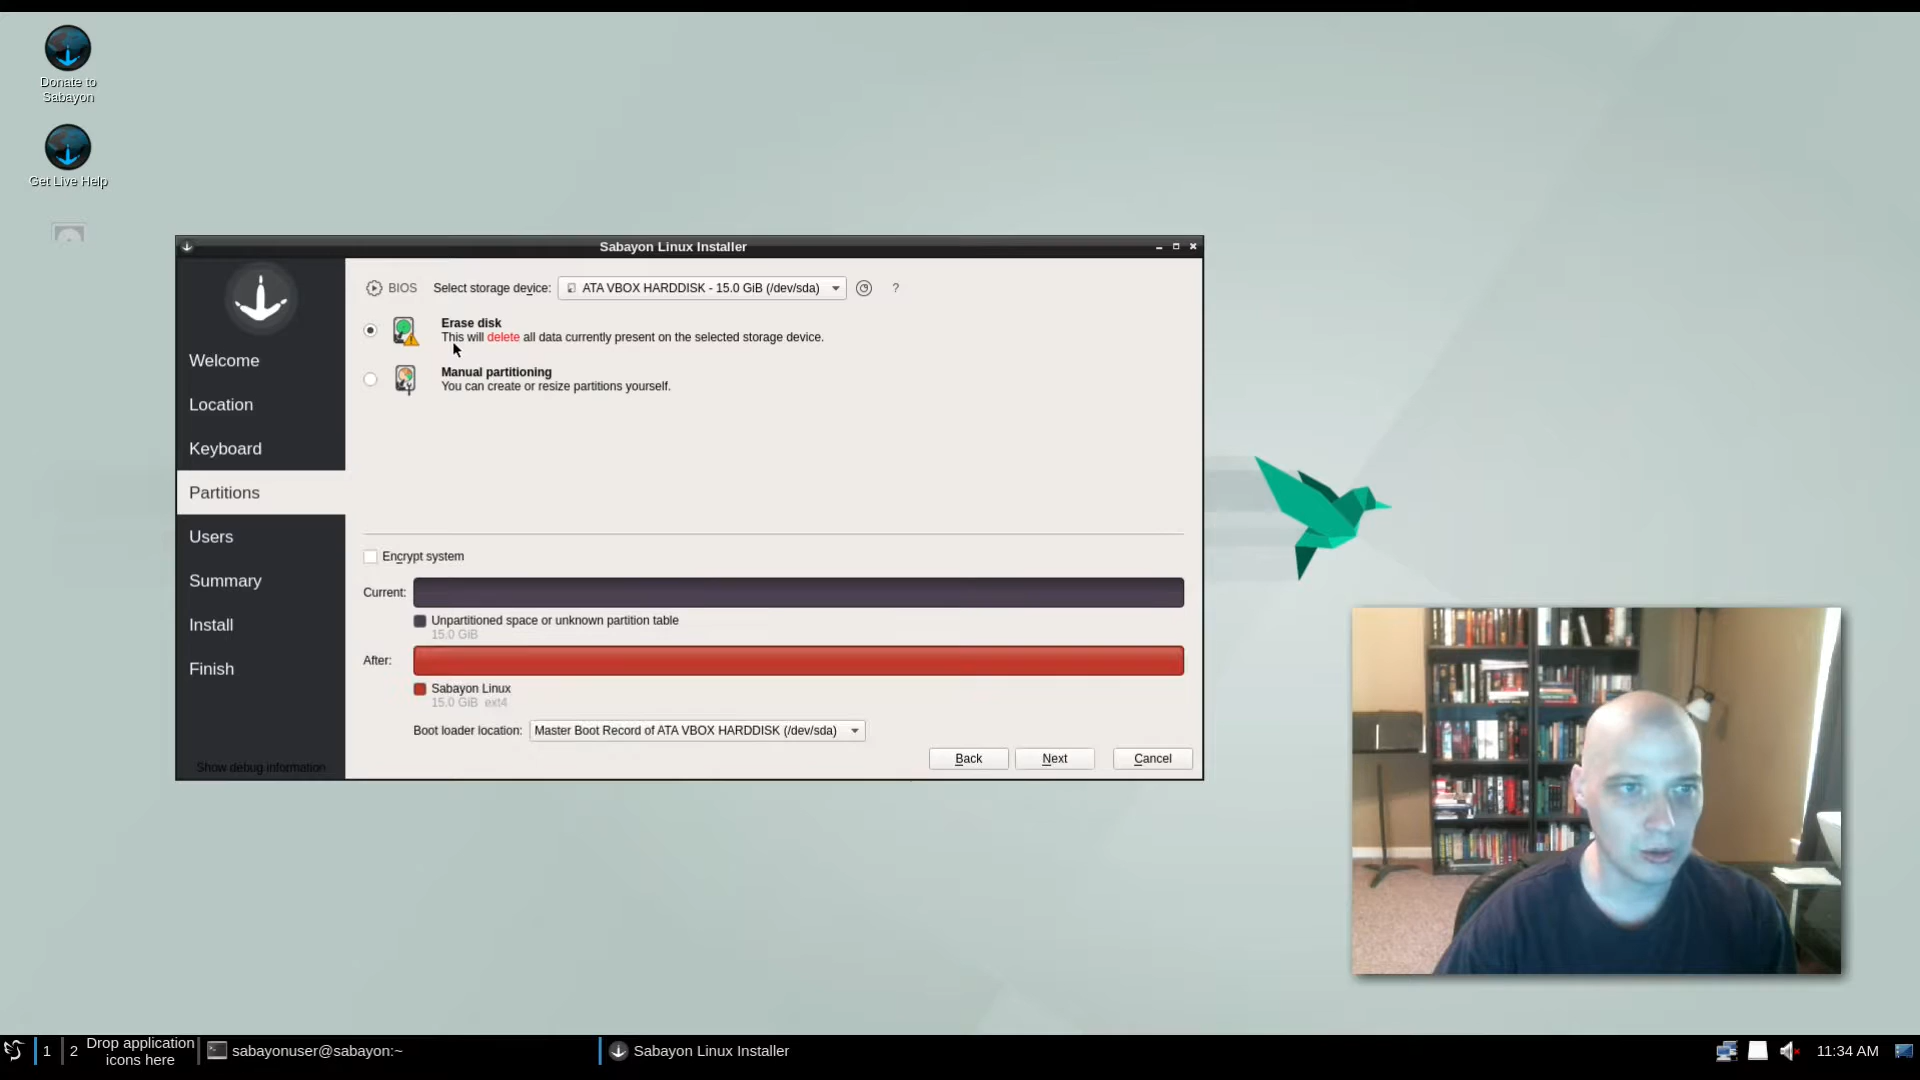 Donate to
Sabayon
Get Live Help
Sabayon Linux Installer
BIOS
Select storage device:
ATA VBOX HARDDISK - 15.0 GiB (/dev/sda)
?
Erase disk
This will delete all data currently present on the selected storage device.
Manual partitioning
You can create or resize partitions yourself.
Welcome
Location
Keyboard
Partitions
Users
Summary
Install
Finish
Show debug information
Encrypt system
Current:
Unpartitioned space or unknown partition table
15.0 GiB
After:
Sabayon Linux
15.0 GiB ext4
Boot loader location:
Master Boot Record of ATA VBOX HARDDISK (/dev/sda)
Back
Next
Cancel
1
2
Drop application
icons here
sabayonuser@sabayon:~
Sabayon Linux Installer
11:34 AM